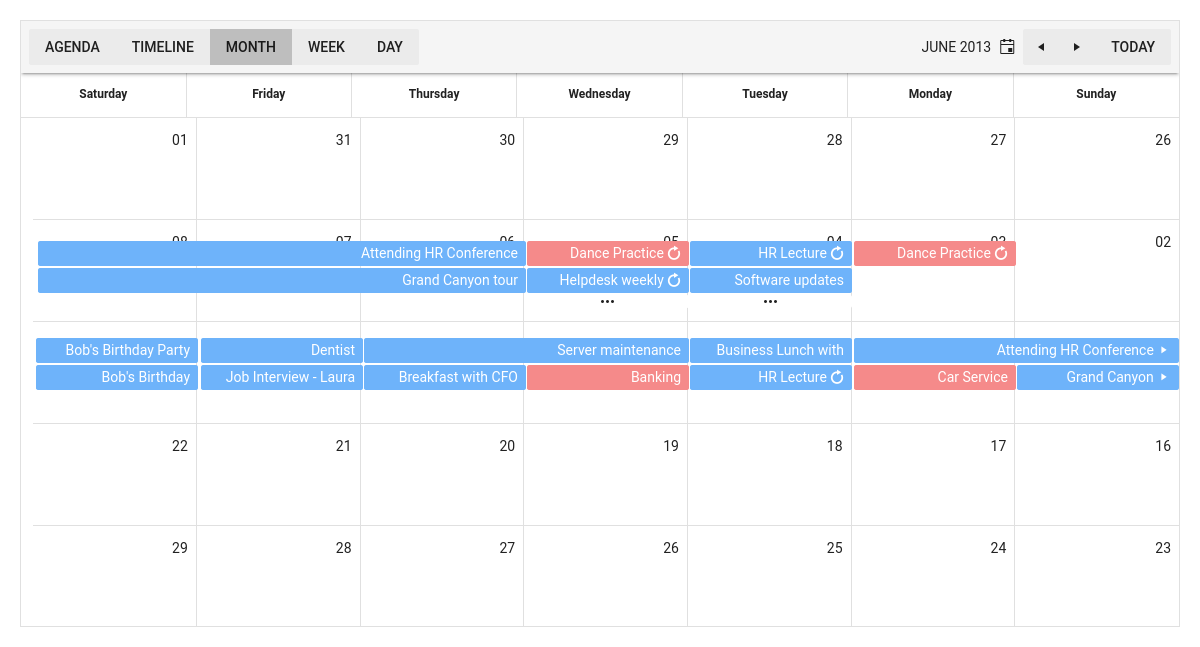 AGENDA TIMELINE MONTH WEEK DAY JUNE 2013 TODAY
Saturday Friday Thursday Wednesday Tuesday Monday Sunday
01 31 30 29 28 27 26
08 07 06 05 04 03 02
Attending HR Conference Dance Practice HR Lecture Dance Practice
Grand Canyon tour Helpdesk weekly Software updates
••• •••
Bob's Birthday Party Dentist Server maintenance Business Lunch with Attending HR Conference
Bob's Birthday Job Interview - Laura Breakfast with CFO Banking HR Lecture Car Service Grand Canyon
22 21 20 19 18 17 16
29 28 27 26 25 24 23